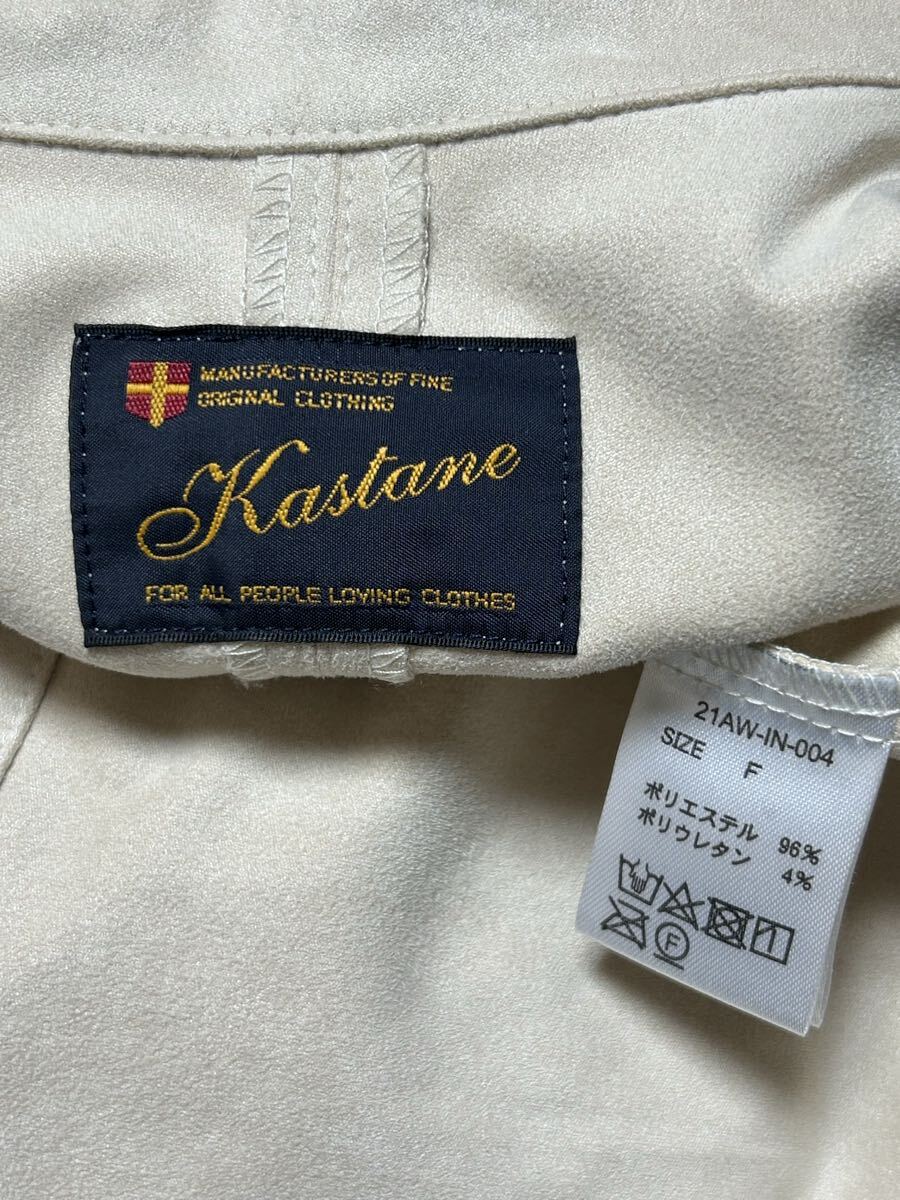 MANUFACTURERS OF FINE
ORIGINAL CLOTHING
Kastane
FOR ALL PEOPLE LOVING CLOTHES
21AW-IN-004
SIZE F
ポリエステル 96%
ポリウレタン 4%
F